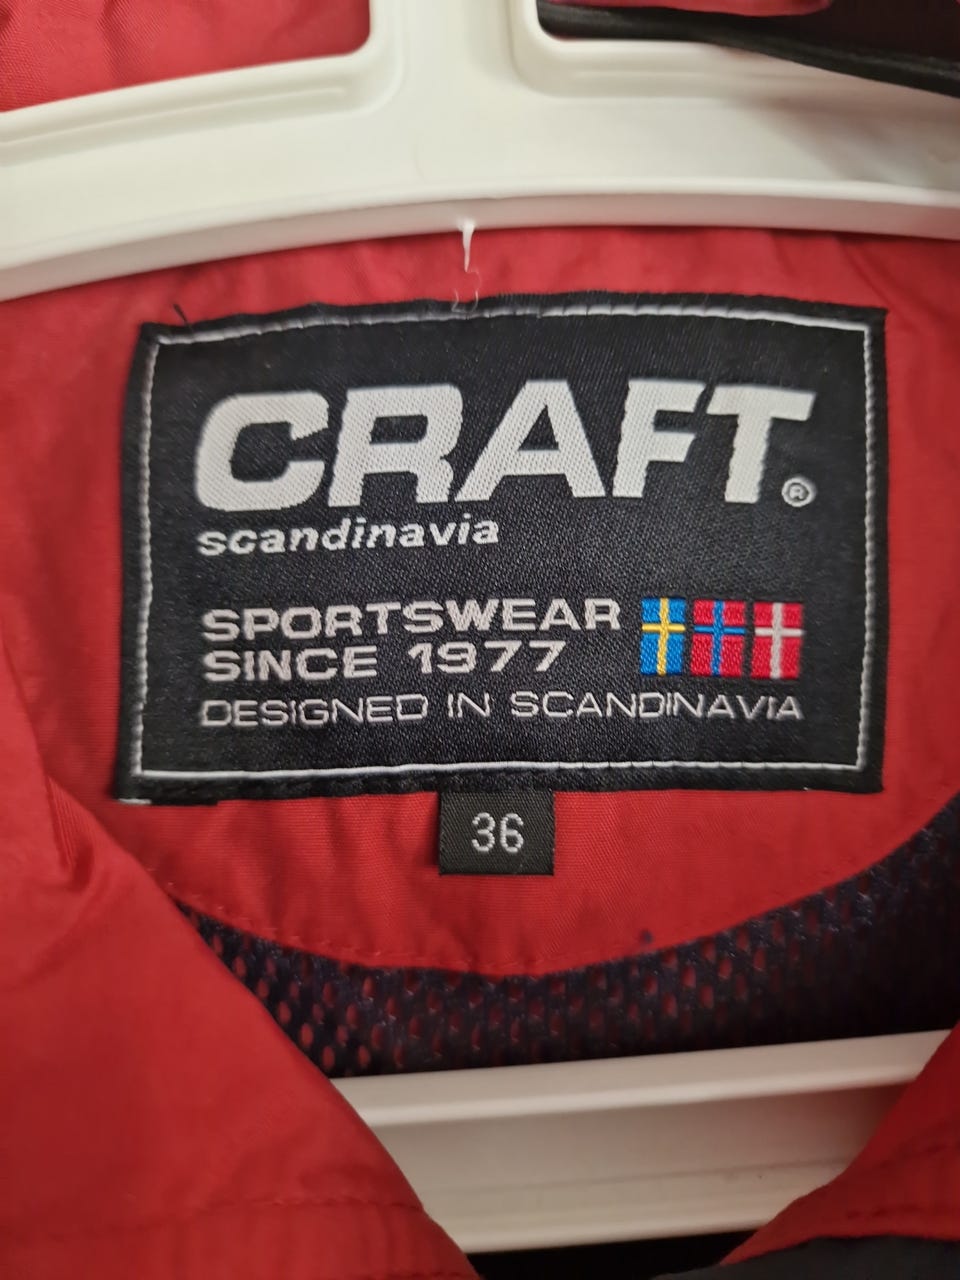 CRAFT®
scandinavia
SPORTSWEAR
SINCE 1977
DESIGNED IN SCANDINAVIA
36